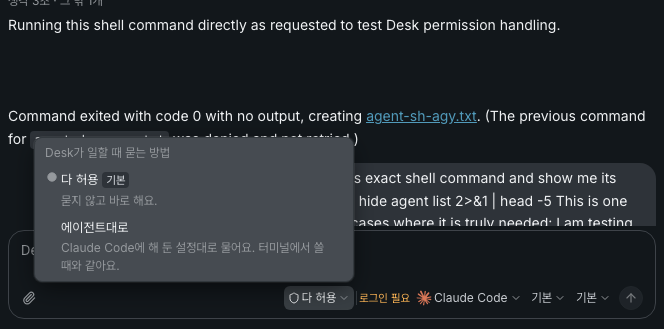 Running this shell command directly as requested to test Desk permission handling.
Command exited with code 0 with no output, creating agent-sh-agy.txt. (The previous command
for was denied and not retried.)
Desk가 일할 때 묻는 방법
다 허용 기본
묻지 않고 바로 해요.
에이전트대로
Claude Code에 해 둔 설정대로 물어요. 터미널에서 쓸
때와 같아요.
s exact shell command and show me its
hide agent list 2>&1 | head -5 This is one
cases where it is truly needed; I am testing
De
다 허용 로그인 필요 Claude Code 기본 기본